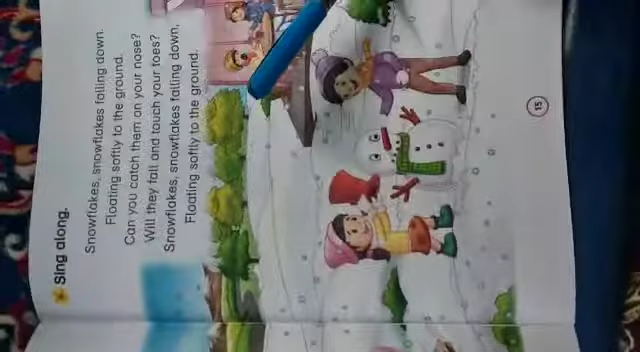 Sing along.
Snowflakes, snowflakes falling down.
Floating softly to the ground.
Can you catch them on your nose?
Will they fall and touch your toes?
Snowflakes, snowflakes falling down,
Floating softly to the ground.
15